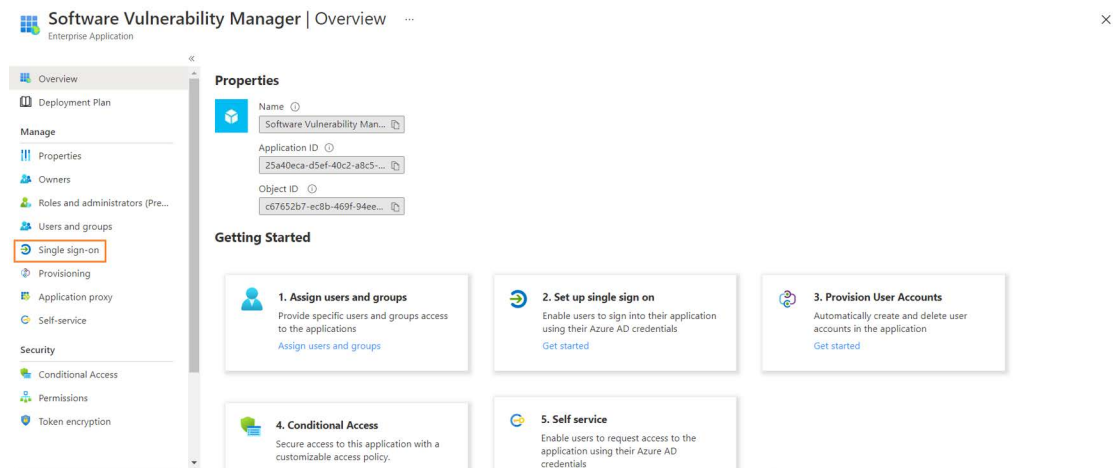 Software Vulnerability Manager | Overview ...
Enterprise Application
Overview
Deployment Plan
Manage
Properties
Owners
Roles and administrators (Pre...
Users and groups
Single sign-on
Provisioning
Application proxy
Self-service
Security
Conditional Access
Permissions
Token encryption
Properties
Name
Software Vulnerability Man...
Application ID
25a40eca-d5ef-40c2-a8c5-...
Object ID
c67652b7-ec8b-469f-94ee...
Getting Started
1. Assign users and groups
Provide specific users and groups access
to the applications
Assign users and groups
2. Set up single sign on
Enable users to sign into their application
using their Azure AD credentials
Get started
3. Provision User Accounts
Automatically create and delete user
accounts in the application
Get started
4. Conditional Access
Secure access to this application with a
customizable access policy.
5. Self service
Enable users to request access to the
application using their Azure AD
credentials